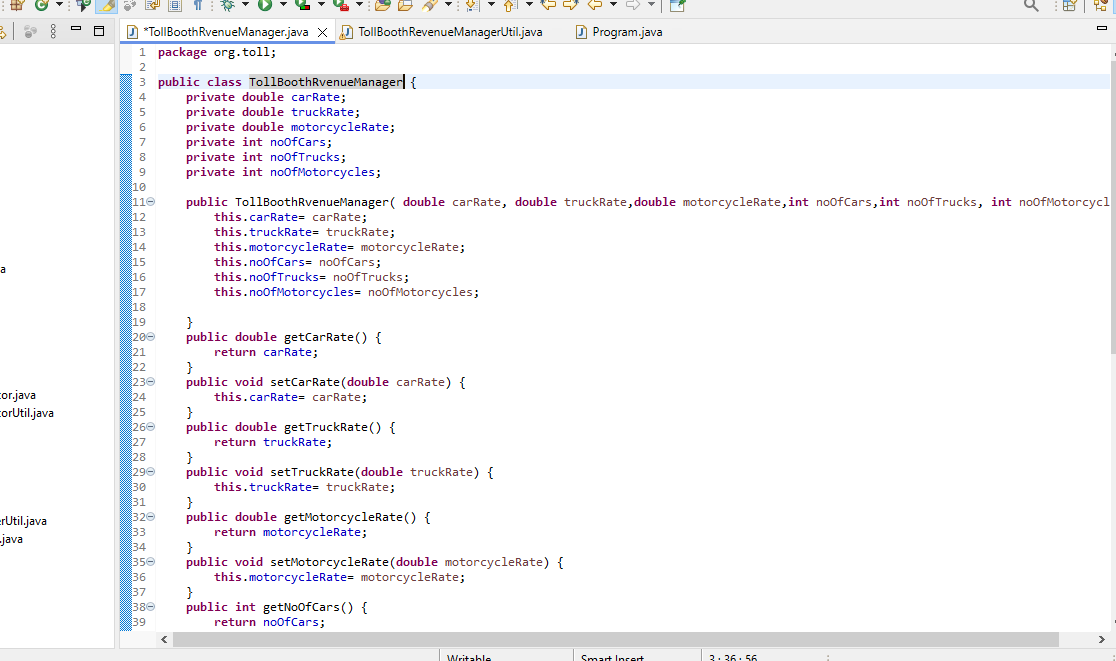 *TollBoothRvenueManager.java
TollBoothRevenueManagerUtil.java
Program.java
1 package org.toll;
2
3 public class TollBoothRvenueManager {
4 private double carRate;
5 private double truckRate;
6 private double motorcycleRate;
7 private int noOfCars;
8 private int noOfTrucks;
9 private int noOfMotorcycles;
10
11 public TollBoothRvenueManager( double carRate, double truckRate,double motorcycleRate,int noOfCars,int noOfTrucks, int noOfMotorcycl
12 this.carRate= carRate;
13 this.truckRate= truckRate;
14 this.motorcycleRate= motorcycleRate;
15 this.noOfCars= noOfCars;
16 this.noOfTrucks= noOfTrucks;
17 this.noOfMotorcycles= noOfMotorcycles;
18
19 }
20 public double getCarRate() {
21 return carRate;
22 }
23 public void setCarRate(double carRate) {
24 this.carRate= carRate;
25 }
26 public double getTruckRate() {
27 return truckRate;
28 }
29 public void setTruckRate(double truckRate) {
30 this.truckRate= truckRate;
31 }
32 public double getMotorcycleRate() {
33 return motorcycleRate;
34 }
35 public void setMotorcycleRate(double motorcycleRate) {
36 this.motorcycleRate= motorcycleRate;
37 }
38 public int getNoOfCars() {
39 return noOfCars;
a
tor.java
torUtil.java
erUtil.java
.java
Writable
Smart Insert
3 : 36 : 56